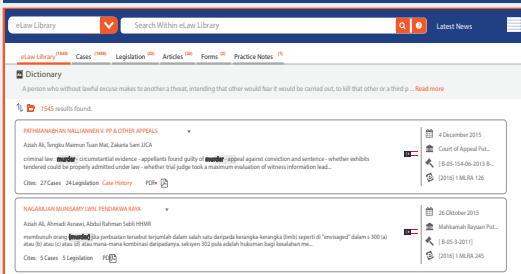 eLaw Library
Search Within eLaw Library
Latest News
eLaw Library (1545) Cases (1498) Legislation (20) Articles (24) Forms (2) Practice Notes (1)
Dictionary
A person who without lawful excuse makes to another a threat, intending that other would fear it would be carried out, to kill that other or a third p ... Read more
1545 results found.
PATHMANABHAN NALLIANNEN V. PP & OTHER APPEALS
Aziah Ali, Tengku Maimun Tuan Mat, Zakaria Sam JJCA
criminal law : murder - circumstantial evidence - appellants found guilty of murder - appeal against conviction and sentence - whether exhibits
tendered could be properly admitted under law - whether trial judge took a maximum evaluation of witness information lead...
Cites: 27 Cases 24 Legislation Case History PDF
4 December 2015
Court of Appeal Put...
[ B-05-154-06-2013 B...
[2016] 1 MLRA 126
NAGARAJAN MUNISAMY LWN. PENDAKWA RAYA
Aziah Ali, Ahmadi Asnawi, Abdul Rahman Sebli HHMR
membunuh orang (murder) jika perbuatan tersebut terjumlah dalam salah satu daripada kerangka-kerangka (limb) seperti di "envisaged" dalam s 300 (a)
atau (b) atau (c) atau (d) atau mana-mana kombinasi daripadanya. seksyen 302 pula adalah hukuman bagi kesalahan me...
Cites: 5 Cases 5 Legislation PDF
26 Oktober 2015
Mahkamah Rayuan Put...
[ B-05-3-2011]
[2016] 1 MLRA 245